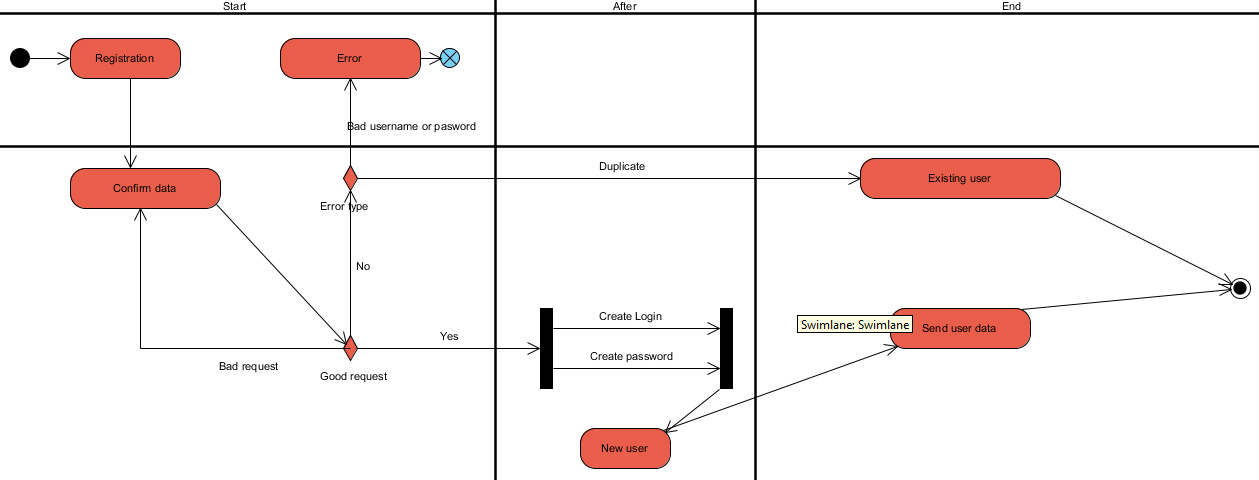 Start
After
End
Registration
Error
Bad username or pasword
Duplicate
Confirm data
Existing user
Error type
No
Create Login
Swimlane: Swimlane
Send user data
Yes
Create password
Bad request
Good request
New user